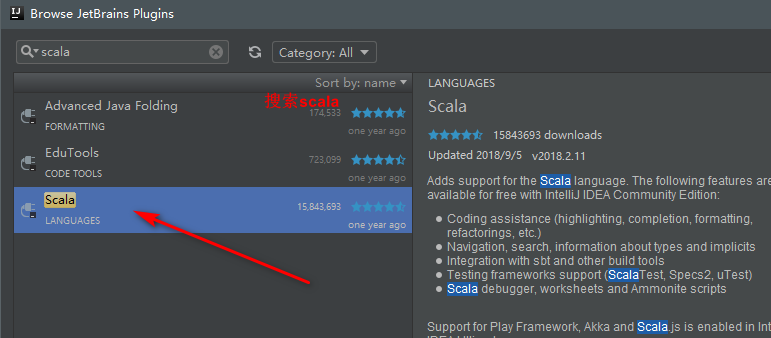 Browse JetBrains Plugins
scala
Category: All
Sort by: name
Advanced Java Folding
搜索scala
174,533
FORMATTING
one year ago
EduTools
723,099
CODE TOOLS
one year ago
Scala
15,843,693
LANGUAGES
one year ago
LANGUAGES
Scala
15843693 downloads
Updated 2018/9/5 v2018.2.11
Adds support for the Scala language. The following features are
available for free with IntelliJ IDEA Community Edition:
Coding assistance (highlighting, completion, formatting,
refactorings, etc.)
Navigation, search, information about types and implicits
Integration with sbt and other build tools
Testing frameworks support (ScalaTest, Specs2, uTest)
Scala debugger, worksheets and Ammonite scripts
Support for Play Framework, Akka and Scala.js is enabled in Int